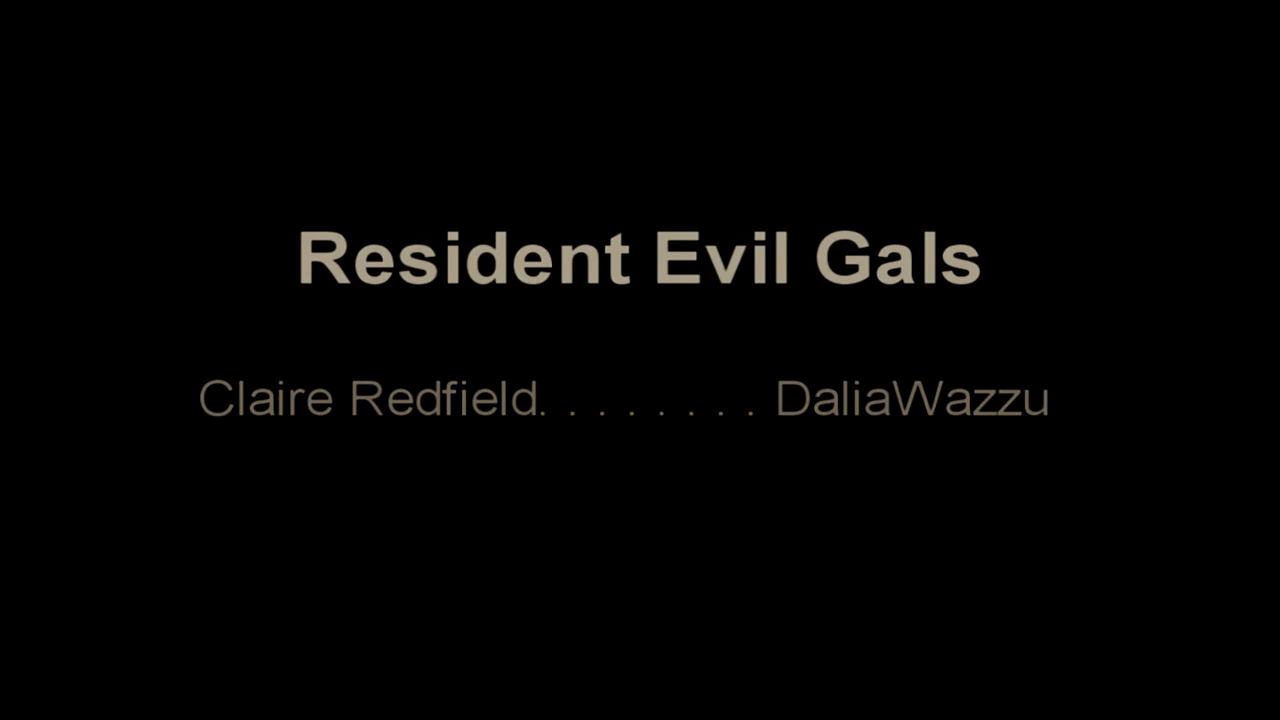 Resident Evil Gals
Claire Redfield. . . . . . . . DaliaWazzu